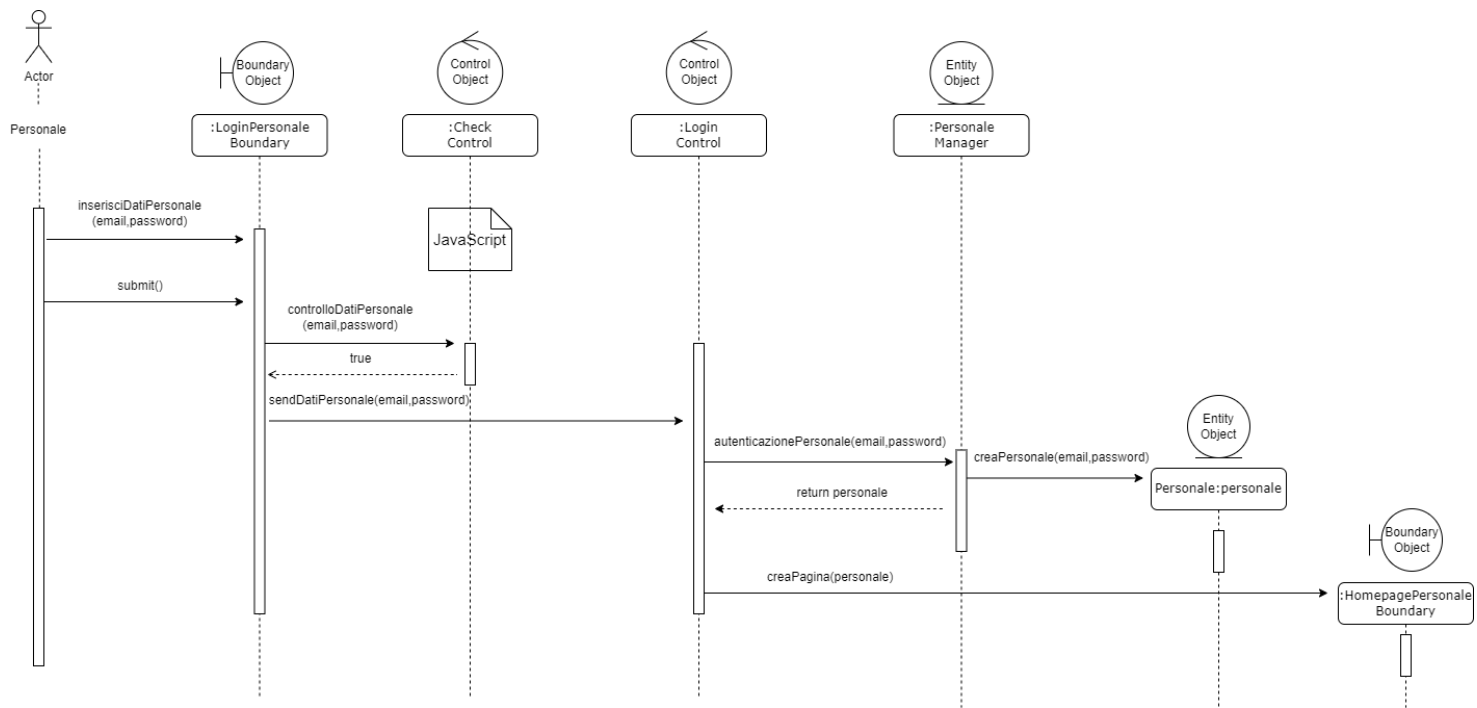 Actor
Personale
Boundary
Object
:LoginPersonale
Boundary
Control
Object
:Check
Control
Control
Object
:Login
Control
Entity
Object
:Personale
Manager
inserisciDatiPersonale
(email,password)
JavaScript
submit()
controlloDatiPersonale
(email,password)
true
sendDatiPersonale(email,password)
autenticazionePersonale(email,password)
creaPersonale(email,password)
Entity
Object
Personale:personale
return personale
Boundary
Object
:HomepagePersonale
Boundary
creaPagina(personale)